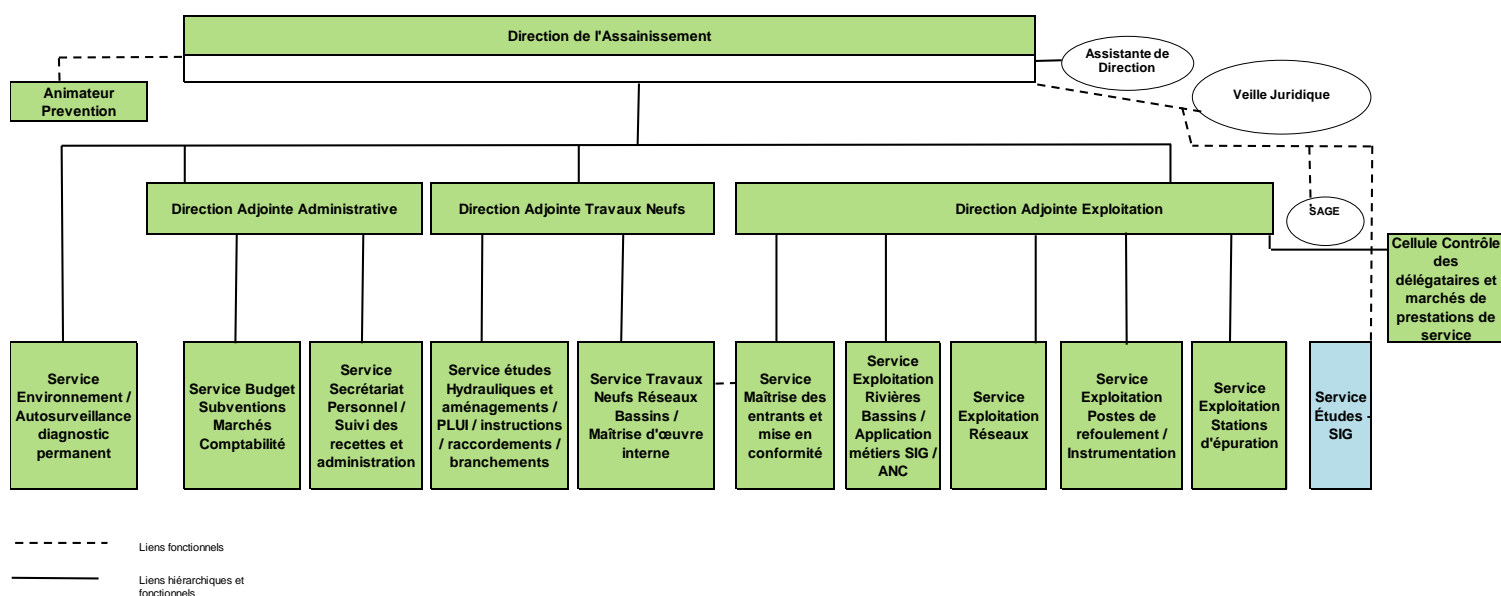 Direction de l'Assainissement
Assistante de
Direction
Animateur
Prevention
Veille Juridique
Direction Adjointe Administrative
Direction Adjointe Travaux Neufs
Direction Adjointe Exploitation
SAGE
Cellule Contrôle
des
délégataires et
marchés de
prestations de
service
Service
Environnement /
Autosurveillance
diagnostic
permanent
Service Budget
Subventions
Marchés
Comptabilité
Service
Secrétariat
Personnel /
Suivi des
recettes et
administration
Service études
Hydrauliques et
aménagements /
PLUI / instructions
/ raccordements /
branchements
Service Travaux
Neufs Réseaux
Bassins /
Maîtrise d'œuvre
interne
Service
Maîtrise des
entrants et
mise en
conformité
Service
Exploitation
Rivières
Bassins /
Application
métiers SIG /
ANC
Service
Exploitation
Réseaux
Service
Exploitation
Postes de
refoulement /
Instrumentation
Service
Exploitation
Stations
d'épuration
Service
Études -
SIG
Liens fonctionnels
Liens hiérarchiques et
fonctionnels